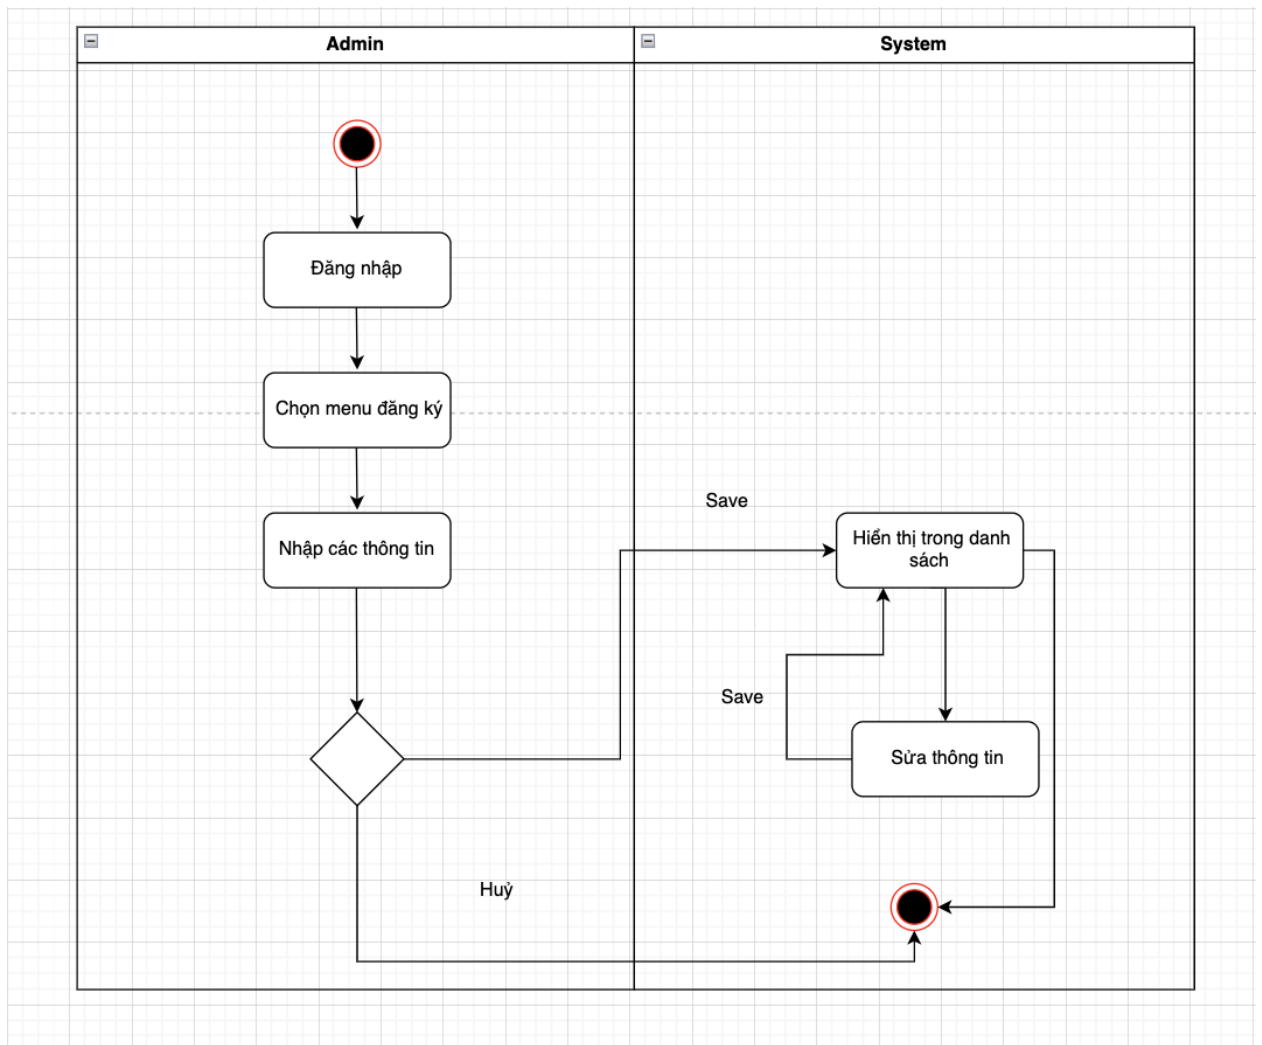 Admin
System
Đăng nhập
Chọn menu đăng ký
Nhập các thông tin
Save
Hiển thị trong danh
sách
Save
Sửa thông tin
Huỷ